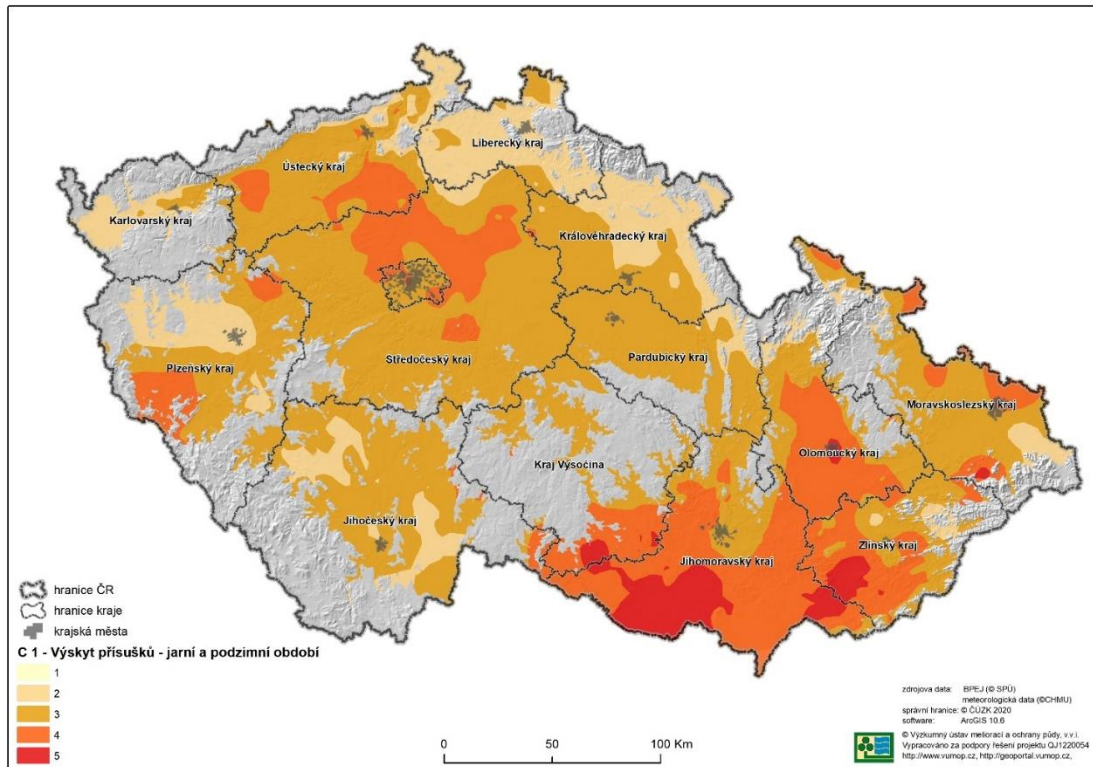 Liberecký kraj
Ústecký kraj
Karlovarský kraj
Královéhradecký kraj
Plzeňský kraj
Středočeský kraj
Pardubický kraj
Moravskoslezský kraj
Olomoucký kraj
Kraj Vysočina
Jihočeský kraj
Zlínský kraj
Jihomoravský kraj
hranice ČR
hranice kraje
krajská města
C 1 - Výskyt přísušků - jarní a podzimní období
1
2
3
4
5
0 50 100 Km
zdrojova data: BPEJ (© SPÚ)
meteorologická data (©CHMU)
správní hranice: © ČÚZK 2020
software: ArcGIS 10.6
© Výzkumný ústav meliorací a ochrany půdy, v.v.i.
Vypracováno za podpory řešení projektu QJ1220054
http://www.vumop.cz, http://geoportal.vumop.cz,